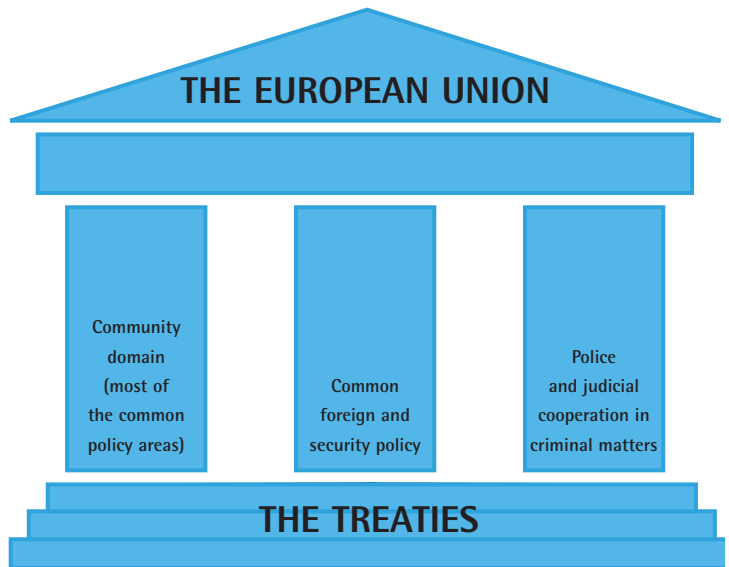 THE EUROPEAN UNION
Community
domain
(most of
the common
policy areas)
Common
foreign and
security policy
Police
and judicial
cooperation in
criminal matters
THE TREATIES